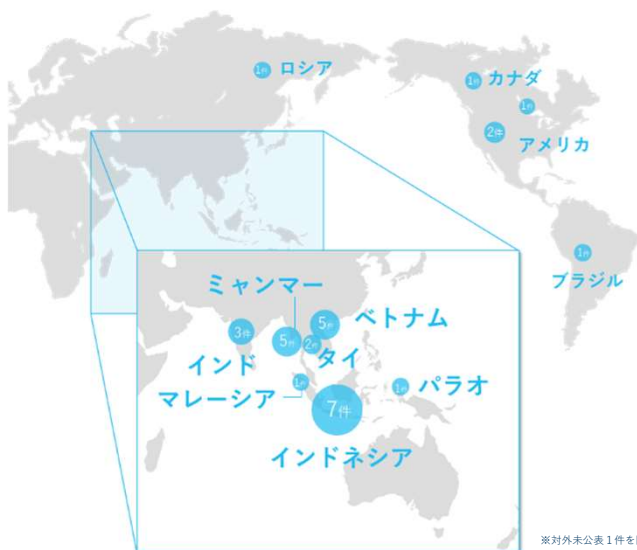 1件 ロシア
1件 カナダ
1件
2件
アメリカ
1件
ブラジル
ミャンマー
5件 ベトナム
3件
5件
2件
タイ
インド
1件
マレーシア
1件 パラオ
7件
インドネシア
※対外未公表1件を